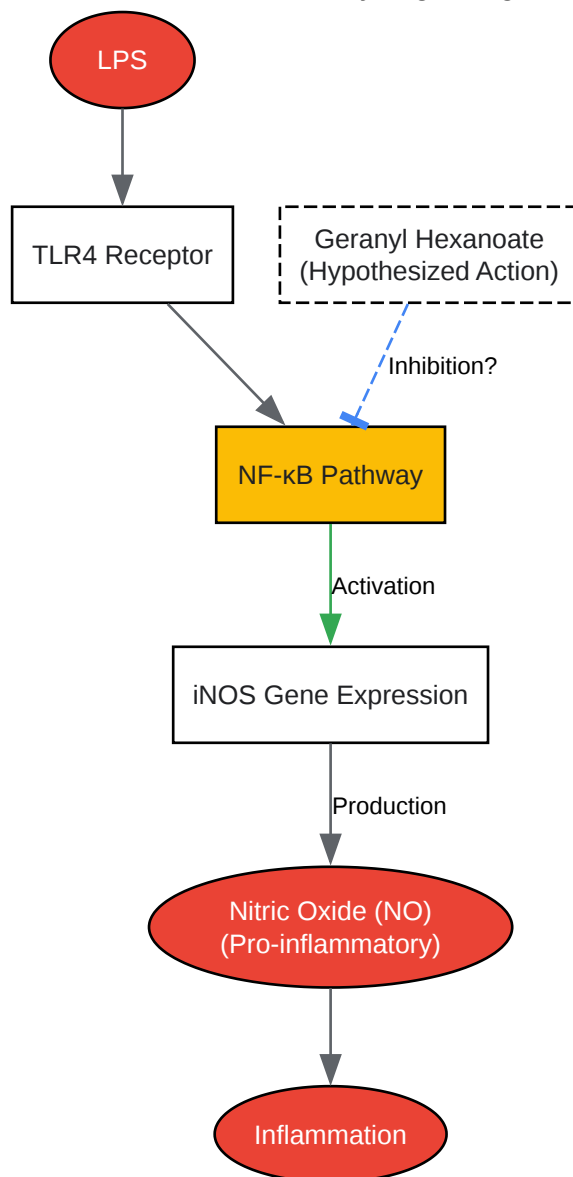 LPS
TLR4 Receptor
Geranyl Hexanoate
(Hypothesized Action)
Inhibition?
NF-κB Pathway
Activation
iNOS Gene Expression
Production
Nitric Oxide (NO)
(Pro-inflammatory)
Inflammation